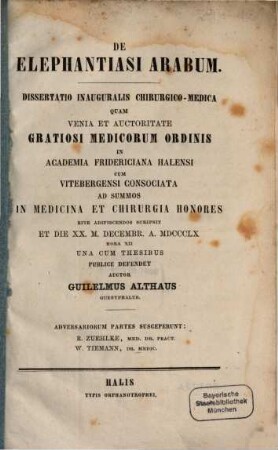 DE
ELEPHANTIASI ARABUM.
DISSERTATIO INAUGURALIS CHIRURGICO-MEDICA
QUAM
VENIA ET AUCTORITATE
GRATIOSI MEDICORUM ORDINIS
IN
ACADEMIA FRIDERICIANA HALENSI
CUM
VITEBERGENSI CONSOCIATA
AD SUMMOS
IN MEDICINA ET CHIRURGIA HONORES
RITE ADIPISCENDOS SCRIPSIT
ET DIE XX. M. DECEMBR. A. MDCCCLX
HORA XII
UNA CUM THESIBUS
PUBLICE DEFENDET
AUCTOR
GUILELMUS ALTHAUS
GUESTPHALUS.
ADVERSARIORUM PARTES SUSCEPERUNT:
R. ZUEHLKE, MED. DR. PRACT.
W. TIEMANN, DR. MEDIC.
HALIS
TYPIS ORPHANOTROPHEI.
Bayerische
Staatsbibliothek
München